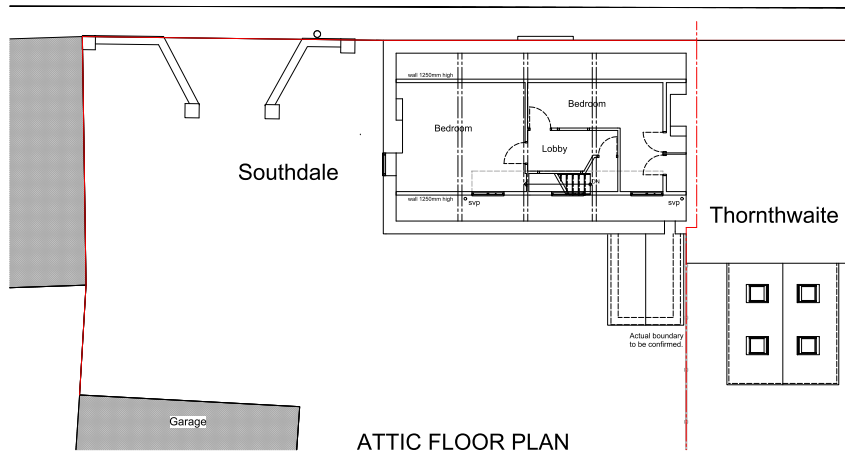 wall 1250mm high
Bedroom
Bedroom
Lobby
Southdale
DN
wall 1250mm high
svp
svp
Thornthwaite
Actual boundary
to be confirmed.
Garage
ATTIC FLOOR PLAN